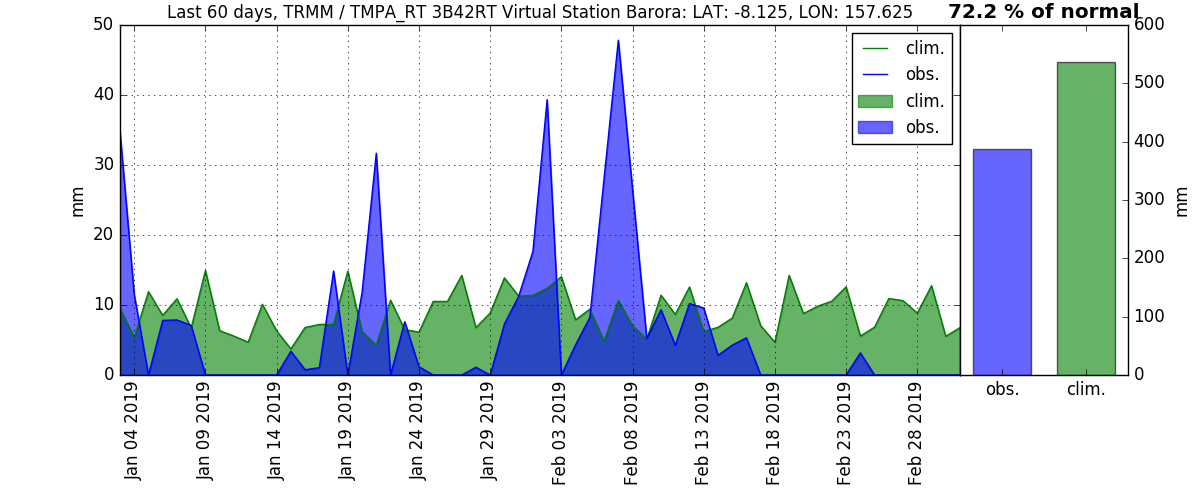 Last 60 days, TRMM / TMPA_RT 3B42RT Virtual Station Barora: LAT: -8.125, LON: 157.625
72.2 % of normal
50
40
30
20
10
0
mm
clim.
obs.
clim.
obs.
600
500
400
300
200
100
0
mm
Jan 04 2019
Jan 09 2019
Jan 14 2019
Jan 19 2019
Jan 24 2019
Jan 29 2019
Feb 03 2019
Feb 08 2019
Feb 13 2019
Feb 18 2019
Feb 23 2019
Feb 28 2019
obs.
clim.